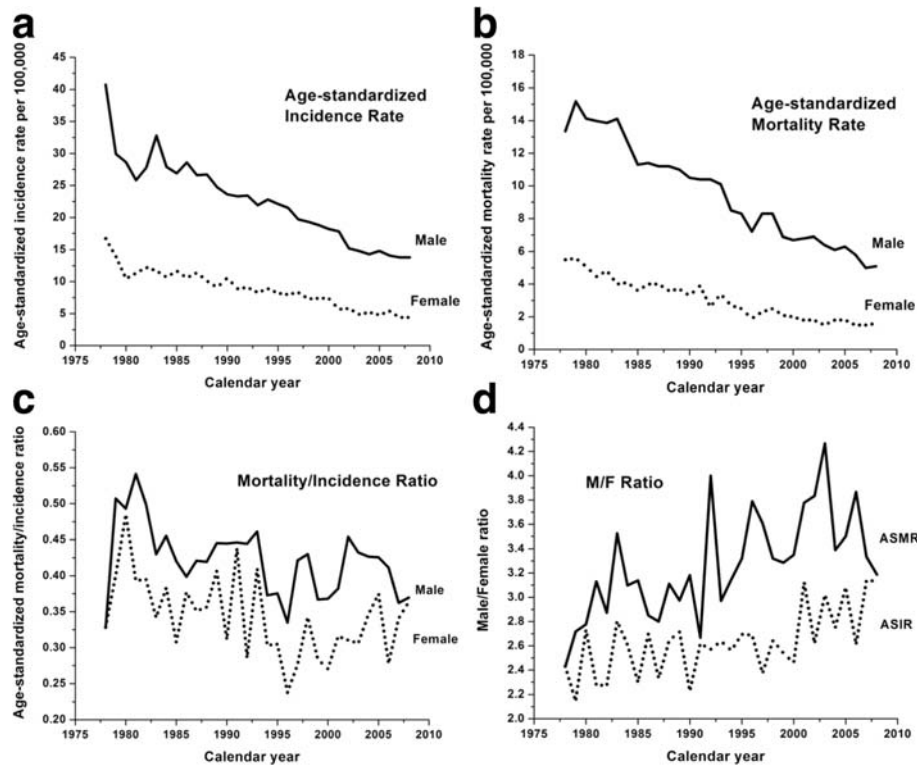 a
Age-standardized incidence rate per 100,000
45
40
35
30
25
20
15
10
5
0
Age-standardized
Incidence Rate
Male
Female
1975 1980 1985 1990 1995 2000 2005 2010
Calendar year
b
Age-standardized mortality rate per 100,000
18
16
14
12
10
8
6
4
2
0
Age-standardized
Mortality Rate
Male
Female
1975 1980 1985 1990 1995 2000 2005 2010
Calendar year
c
Age-standardized mortality/incidence ratio
0.60
0.55
0.50
0.45
0.40
0.35
0.30
0.25
0.20
Mortality/Incidence Ratio
Male
Female
1975 1980 1985 1990 1995 2000 2005 2010
Calendar year
d
Male/Female ratio
4.4
4.2
4.0
3.8
3.6
3.4
3.2
3.0
2.8
2.6
2.4
2.2
2.0
M/F Ratio
ASMR
ASIR
1975 1980 1985 1990 1995 2000 2005 2010
Calendar year